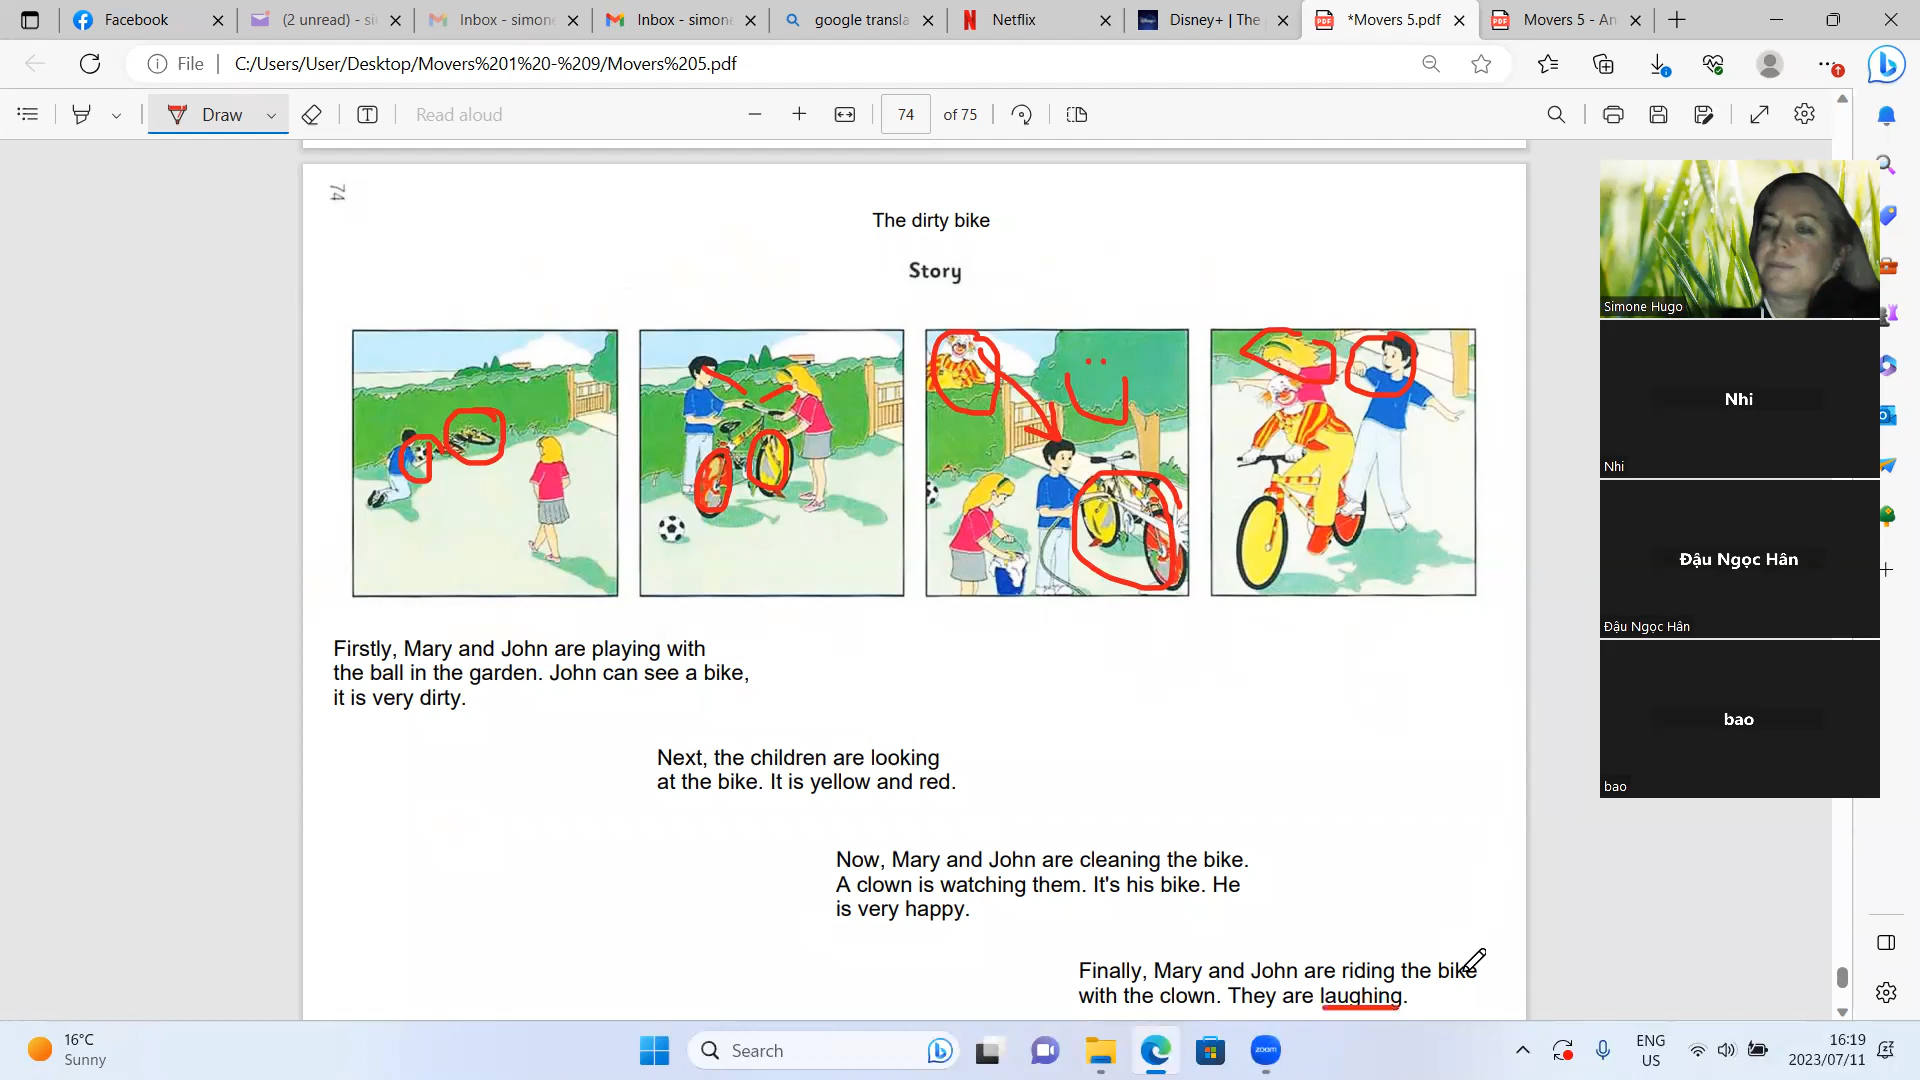 Facebook
(2 unread) - si
Inbox - simon
Inbox - simon
google transla
Netflix
Disney+ | The
*Movers 5.pdf
Movers 5 - An
File
C:/Users/User/Desktop/Movers%201%20-%209/Movers%205.pdf
Draw
Read aloud
74
of 75
74
The dirty bike
Story
Firstly, Mary and John are playing with
the ball in the garden. John can see a bike,
it is very dirty.
Next, the children are looking
at the bike. It is yellow and red.
Now, Mary and John are cleaning the bike.
A clown is watching them. It's his bike. He
is very happy.
Finally, Mary and John are riding the bike
with the clown. They are laughing.
Simone Hugo
Nhi
Nhi
Đậu Ngọc Hân
Đậu Ngọc Hân
bao
bao
16°C
Sunny
Search
zoom
ENG
US
16:19
2023/07/11